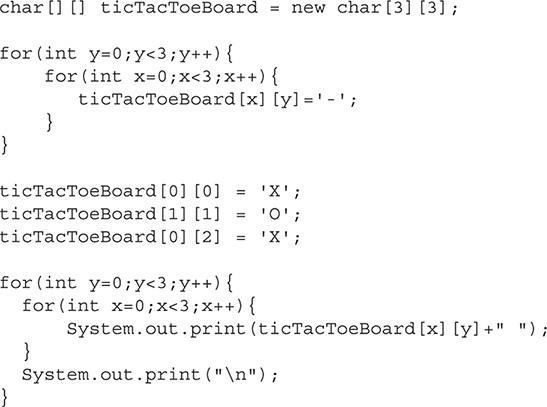 char[][] ticTacToeBoard = new char[3][3];

for(int y=0;y<3;y++){
    for(int x=0;x<3;x++){
       ticTacToeBoard[x][y]='-';
    }
}

ticTacToeBoard[0][0] = 'X';
ticTacToeBoard[1][1] = 'O';
ticTacToeBoard[0][2] = 'X';

for(int y=0;y<3;y++){
  for(int x=0;x<3;x++){
      System.out.print(ticTacToeBoard[x][y]+" ");
  }
  System.out.print("\n");
}